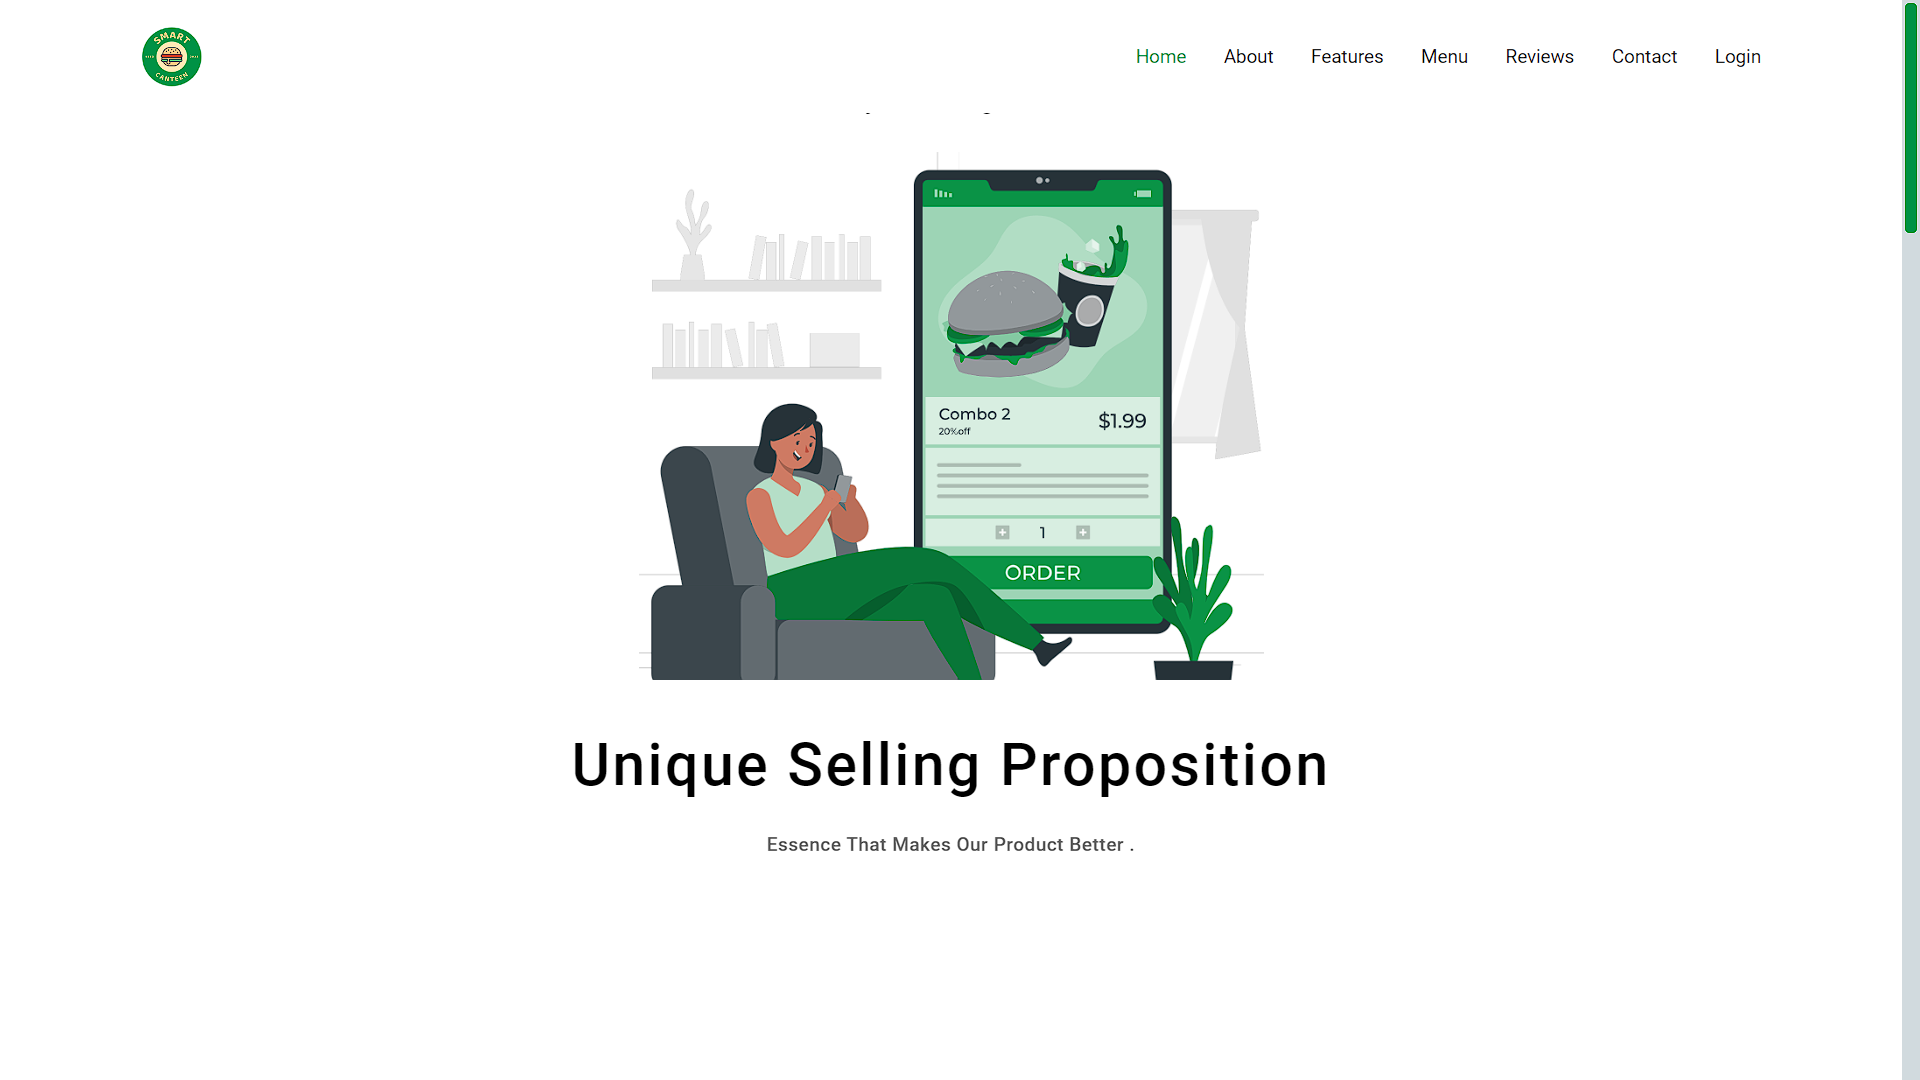 SMART
CANTEEN
Home About Features Menu Reviews Contact Login
Combo 2
20%off
$1.99
1
ORDER
Unique Selling Proposition
Essence That Makes Our Product Better .